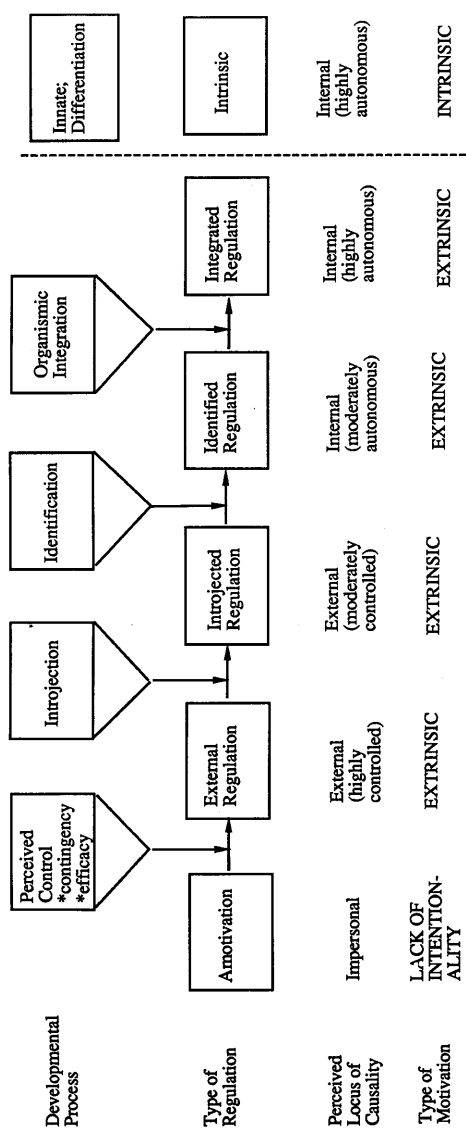 Developmental
Process
Perceived
Control
*contingency
*efficacy
Introjection
Identification
Organismic
Integration
Innate;
Differentiation
Type of
Regulation
Amotivation
External
Regulation
Introjected
Regulation
Identified
Regulation
Integrated
Regulation
Intrinsic
Perceived
Locus of
Causality
Impersonal
External
(highly
controlled)
External
(moderately
controlled)
Internal
(moderately
autonomous)
Internal
(highly
autonomous)
Internal
(highly
autonomous)
Type of
Motivation
LACK OF
INTENTION-
ALITY
EXTRINSIC
EXTRINSIC
EXTRINSIC
EXTRINSIC
INTRINSIC